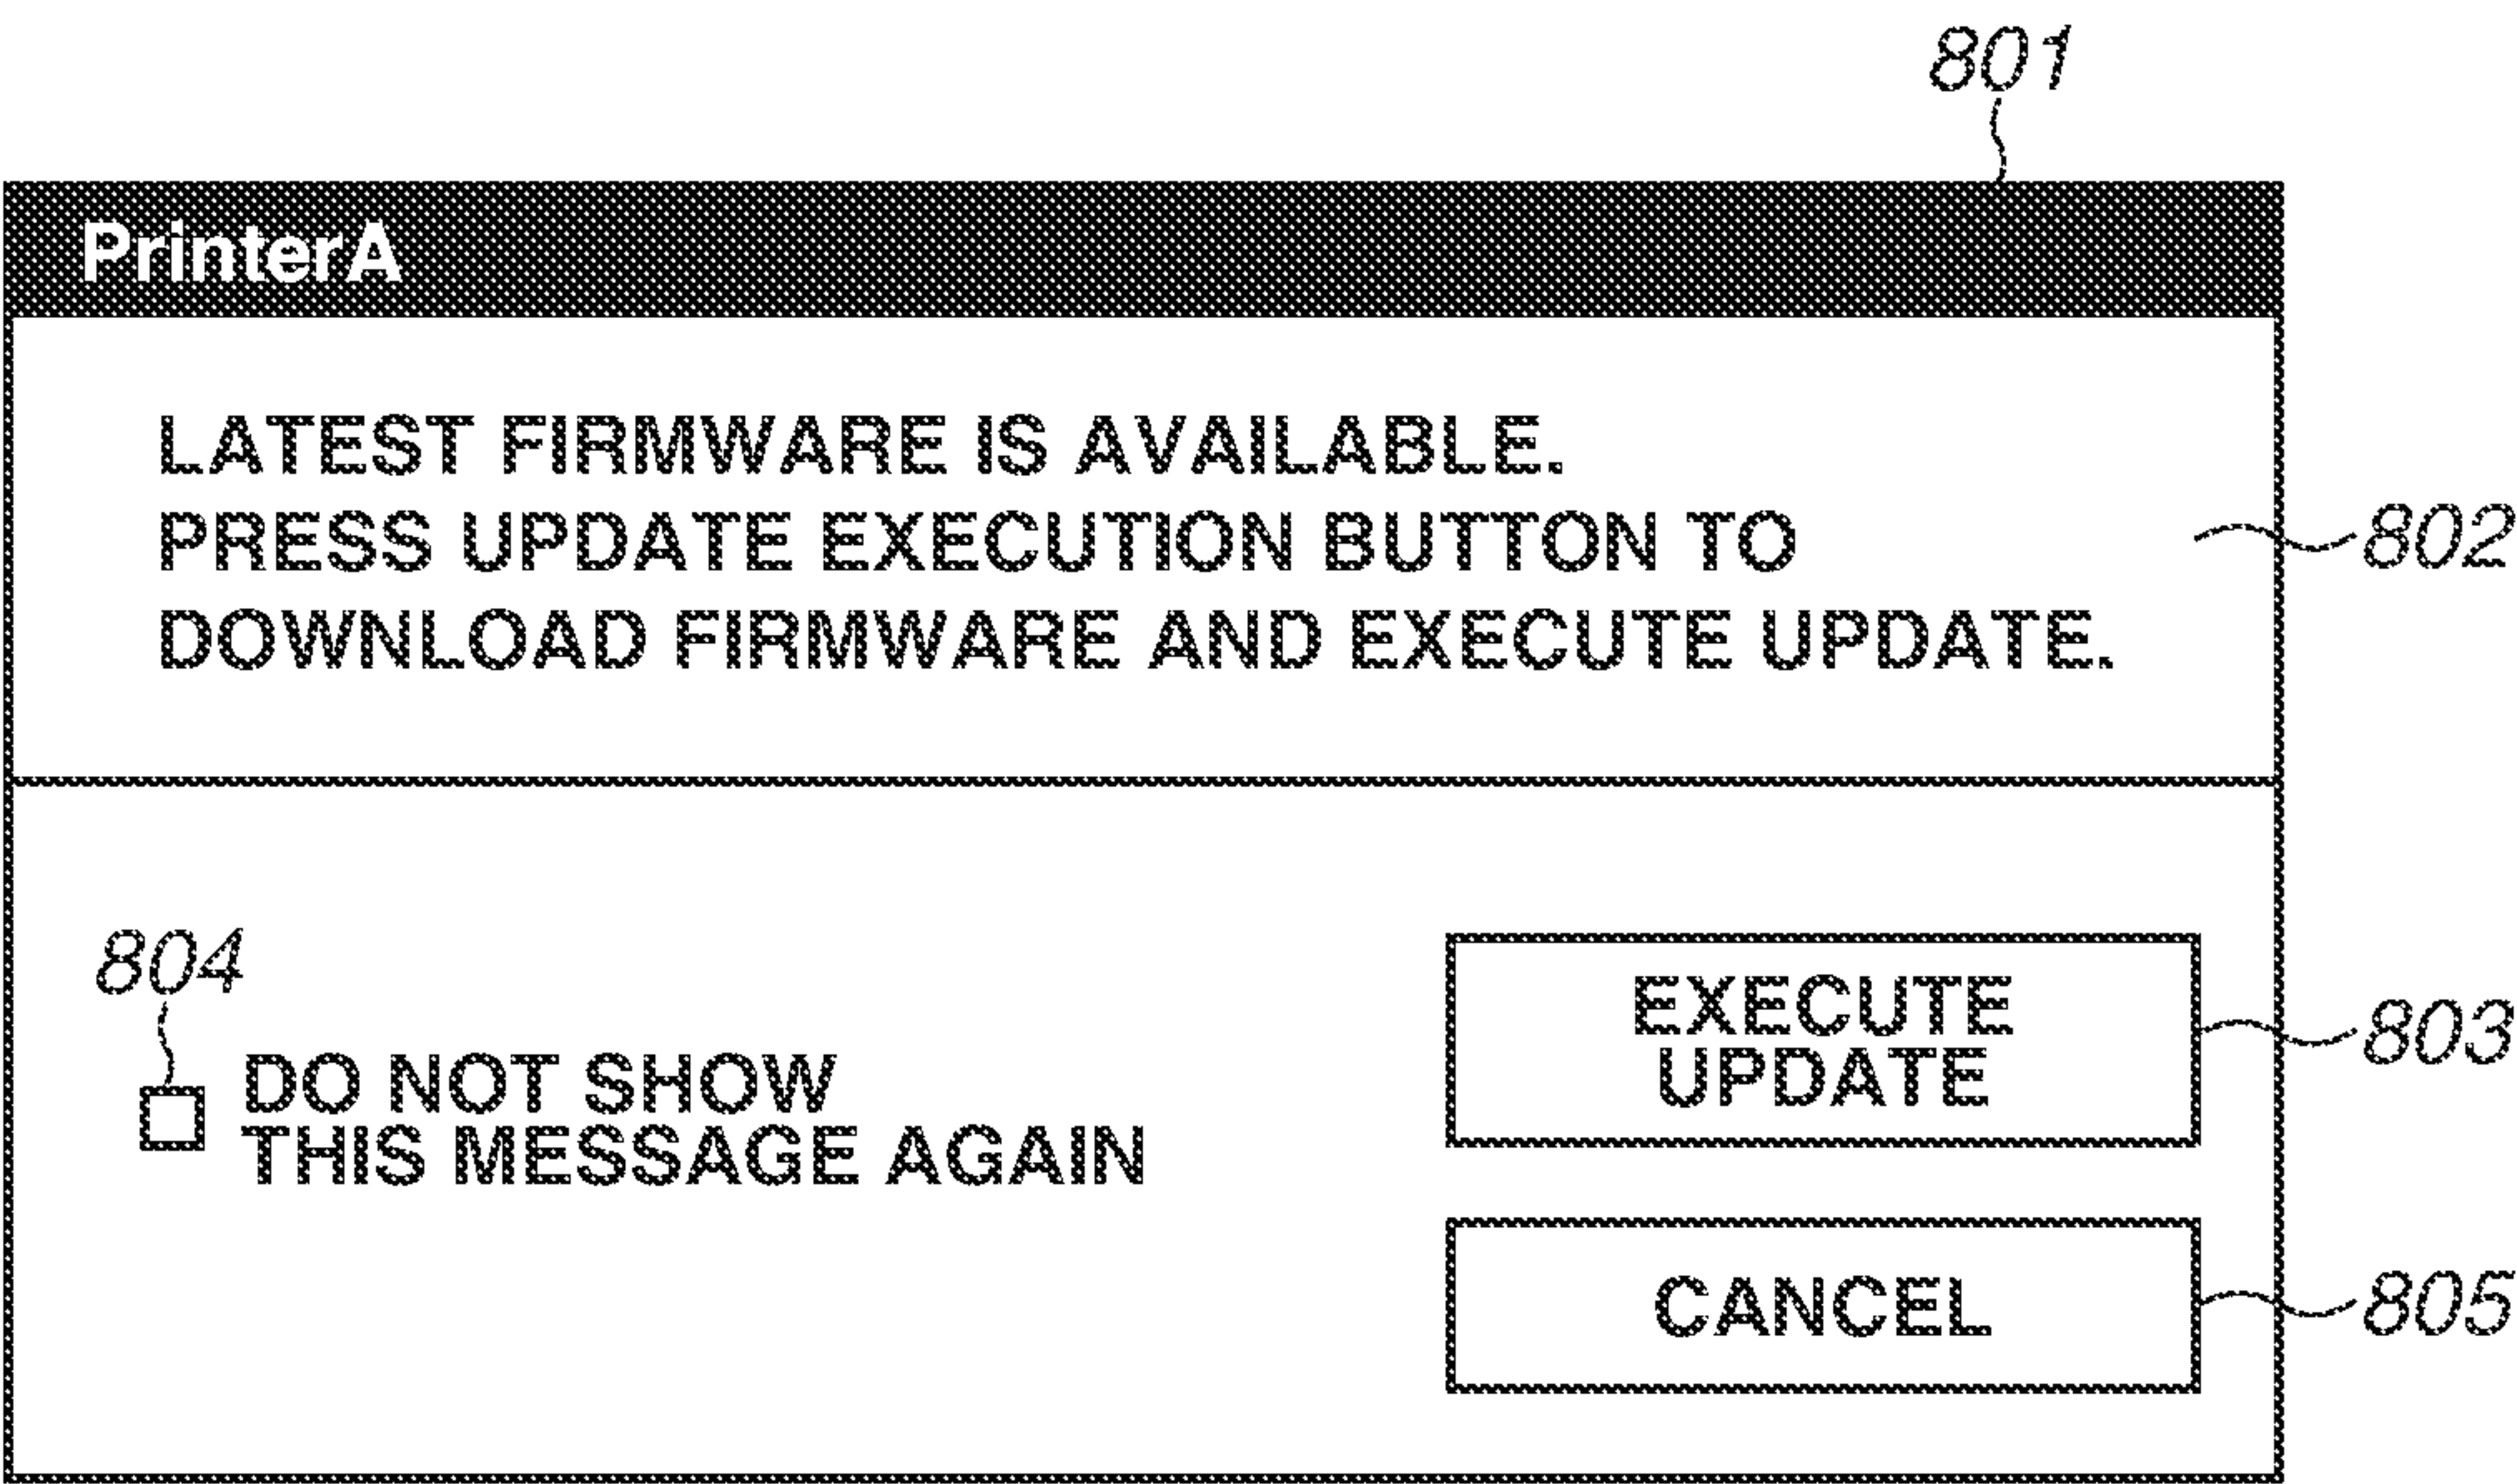 801
PrinterA
LATEST FIRMWARE IS AVAILABLE.
PRESS UPDATE EXECUTION BUTTON TO
DOWNLOAD FIRMWARE AND EXECUTE UPDATE.
802
804
DO NOT SHOW
THIS MESSAGE AGAIN
EXECUTE
UPDATE
803
CANCEL
805